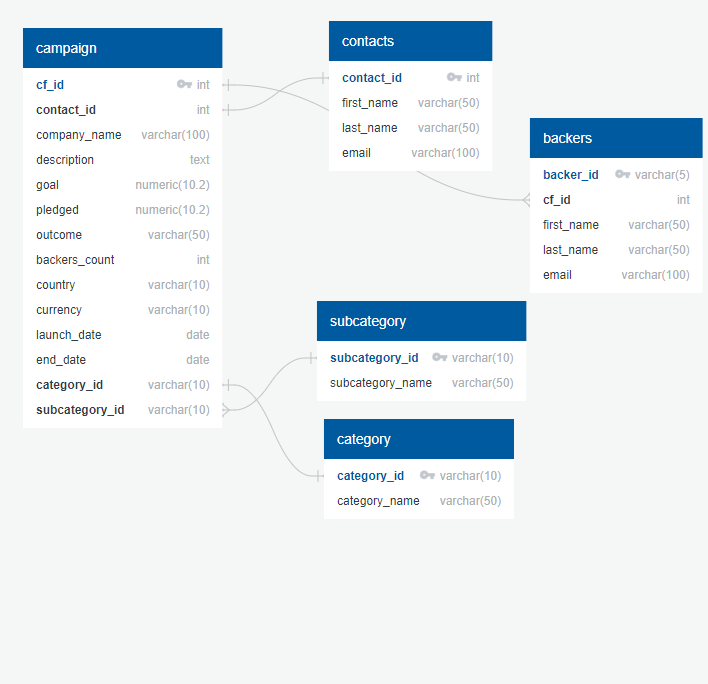 campaign
cf_id int
contact_id int
company_name varchar(100)
description text
goal numeric(10.2)
pledged numeric(10.2)
outcome varchar(50)
backers_count int
country varchar(10)
currency varchar(10)
launch_date date
end_date date
category_id varchar(10)
subcategory_id varchar(10)
contacts
contact_id int
first_name varchar(50)
last_name varchar(50)
email varchar(100)
backers
backer_id varchar(5)
cf_id int
first_name varchar(50)
last_name varchar(50)
email varchar(100)
subcategory
subcategory_id varchar(10)
subcategory_name varchar(50)
category
category_id varchar(10)
category_name varchar(50)